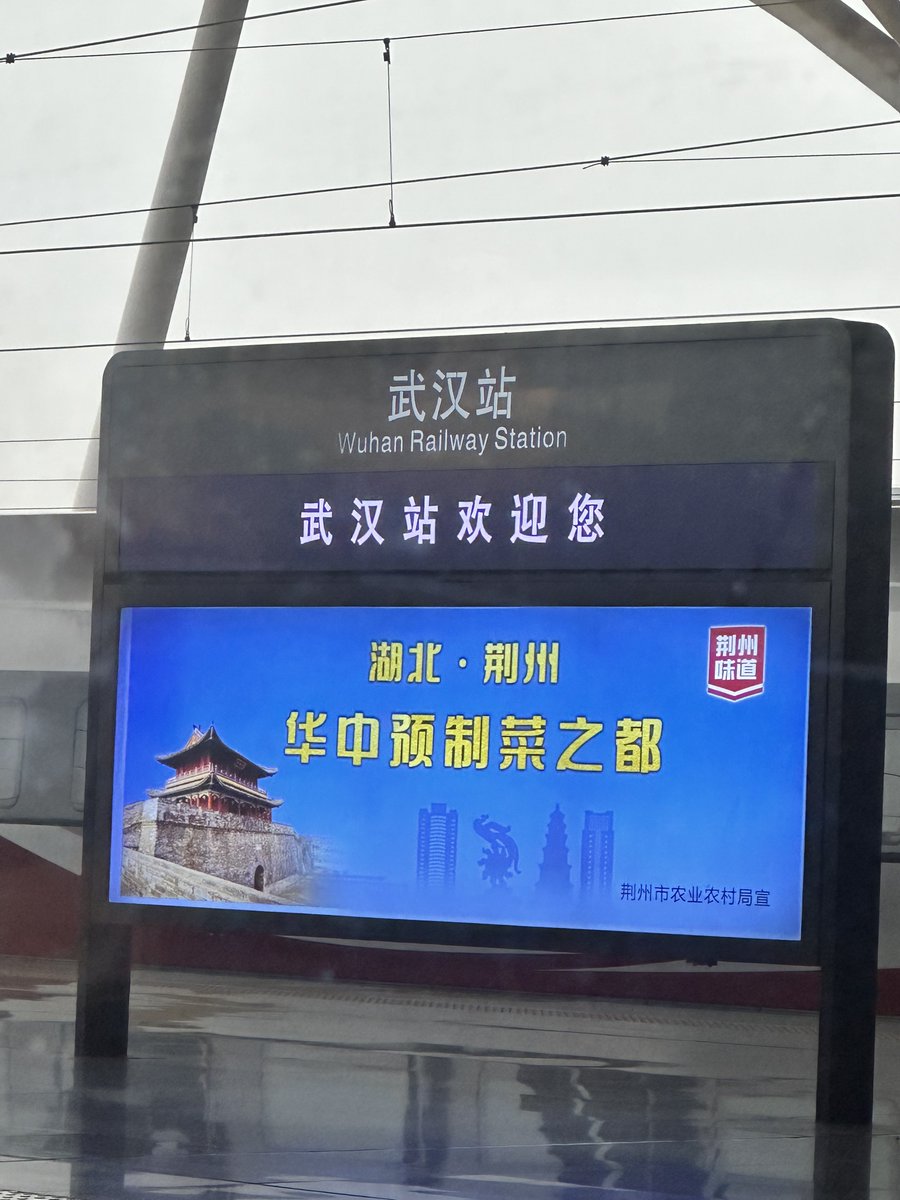 武汉站
Wuhan Railway Station
武汉站欢迎您
湖北·荆州
荆州
味道
华中预制菜之都
荆州市农业农村局宣